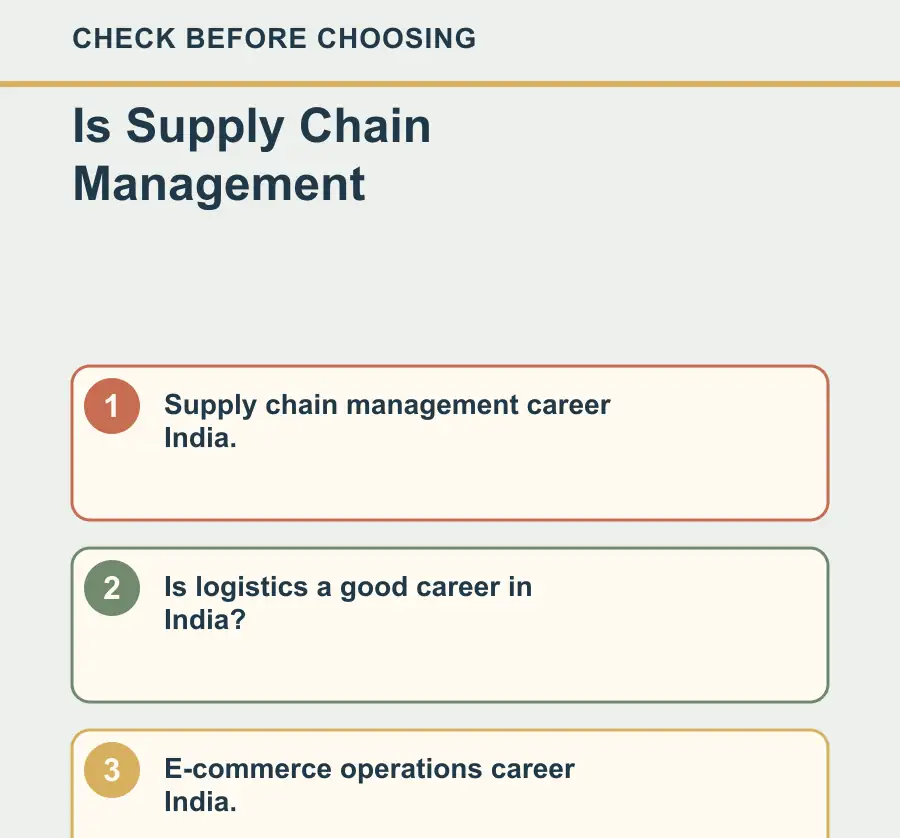 CHECK BEFORE CHOOSING
Is Supply Chain
Management
1
Supply chain management career
India.
2
Is logistics a good career in
India?
3
E-commerce operations career
India.